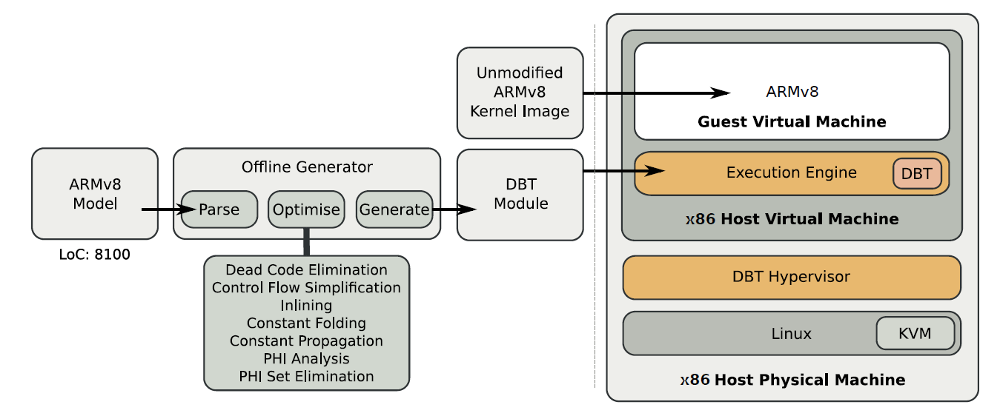 Unmodified
ARMv8
Kernel Image
ARMv8
Guest Virtual Machine
ARMv8
Model
LoC: 8100
Offline Generator
Parse
Optimise
Generate
DBT
Module
Execution Engine
DBT
x86 Host Virtual Machine
Dead Code Elimination
Control Flow Simplification
Inlining
Constant Folding
Constant Propagation
PHI Analysis
PHI Set Elimination
DBT Hypervisor
Linux
KVM
x86 Host Physical Machine